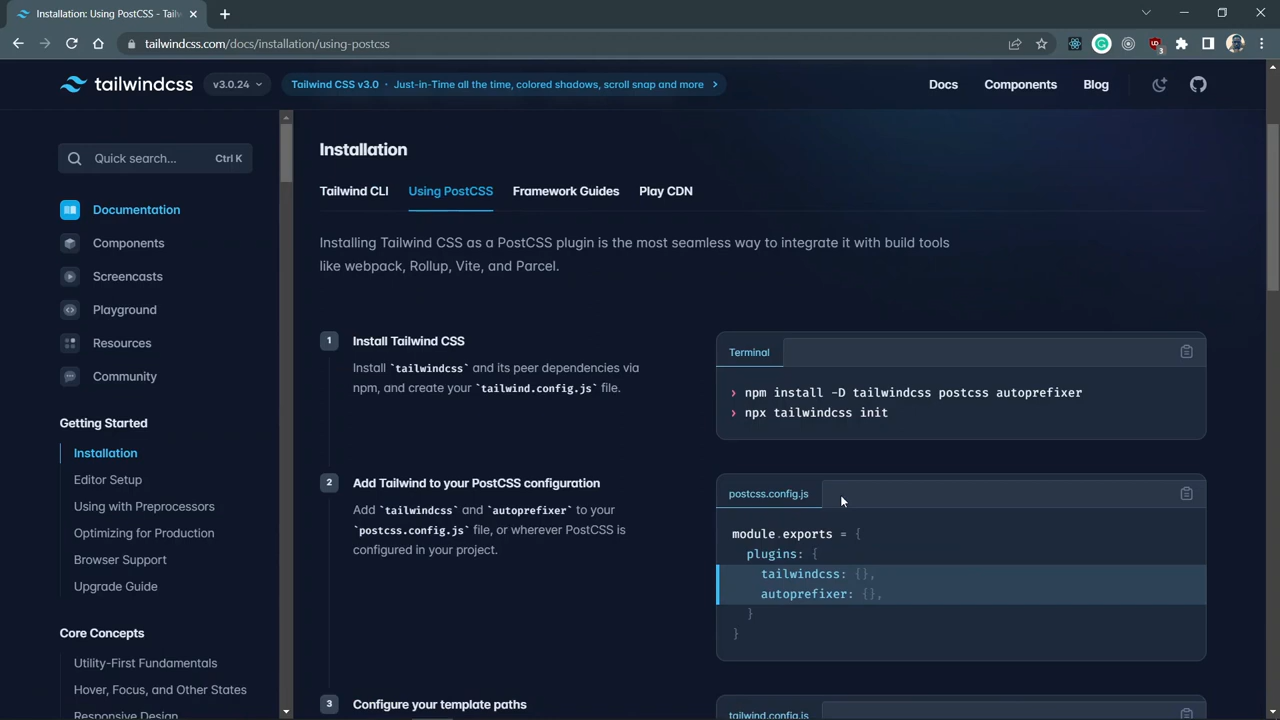 Installation: Using PostCSS - Tailw
tailwindcss.com/docs/installation/using-postcss
3
tailwindcss
v3.0.24
Tailwind CSS v3.0 · Just-in-Time all the time, colored shadows, scroll snap and more
Docs
Components
Blog
Quick search...
Ctrl K
Documentation
Components
Screencasts
Playground
Resources
Community
Getting Started
Installation
Editor Setup
Using with Preprocessors
Optimizing for Production
Browser Support
Upgrade Guide
Core Concepts
Utility-First Fundamentals
Hover, Focus, and Other States
Responsive Design
Installation
Tailwind CLI
Using PostCSS
Framework Guides
Play CDN
Installing Tailwind CSS as a PostCSS plugin is the most seamless way to integrate it with build tools
like webpack, Rollup, Vite, and Parcel.
1
Install Tailwind CSS
Install `tailwindcss` and its peer dependencies via
npm, and create your `tailwind.config.js` file.
Terminal
› npm install -D tailwindcss postcss autoprefixer
› npx tailwindcss init
2
Add Tailwind to your PostCSS configuration
Add `tailwindcss` and `autoprefixer` to your
`postcss.config.js` file, or wherever PostCSS is
configured in your project.
postcss.config.js
module.exports = {
plugins: {
tailwindcss: {},
autoprefixer: {},
}
}
3
Configure your template paths
tailwind.config.js